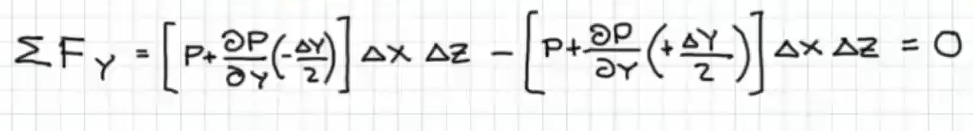 ΣF_Y = [P+∂P/∂Y(-ΔY/2)] ΔX ΔZ - [P+∂P/∂Y(+ΔY/2)] ΔX ΔZ = 0